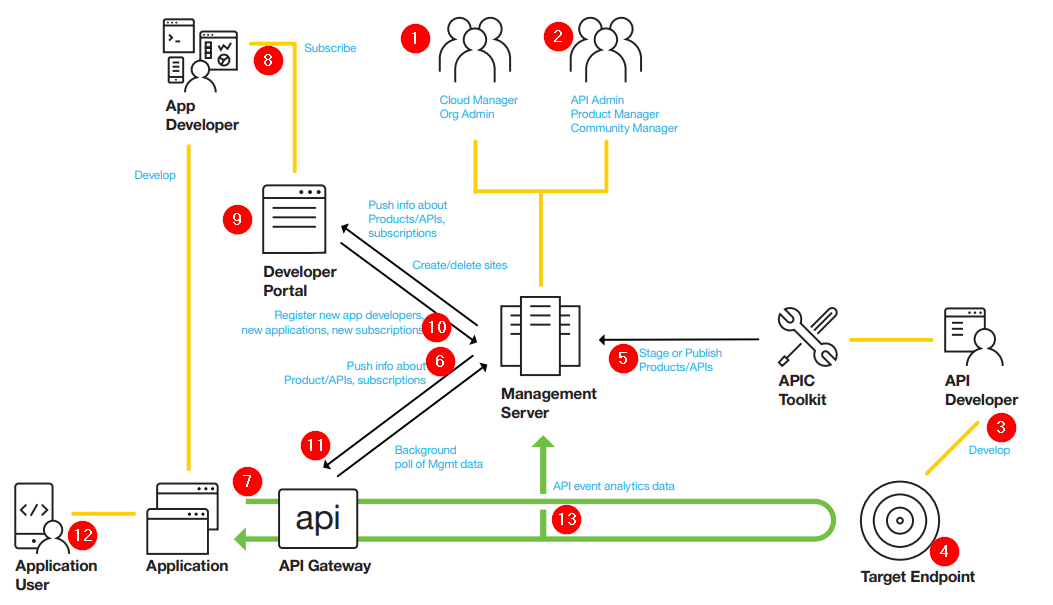 1
2
8
Subscribe
Cloud Manager
Org Admin
API Admin
Product Manager
Community Manager
App
Developer
Develop
9
Push info about
Products/APIs,
subscriptions
Developer
Portal
Create/delete sites
Register new app developers,
new applications, new subscriptions
10
6
Push info about
Product/APIs, subscriptions
Management
Server
5
Stage or Publish
Products/APIs
APIC
Toolkit
API
Developer
3
Develop
11
Background
poll of Mgmt data
7
API event analytics data
13
</>
12
Application
User
Application
api
API Gateway
4
Target Endpoint